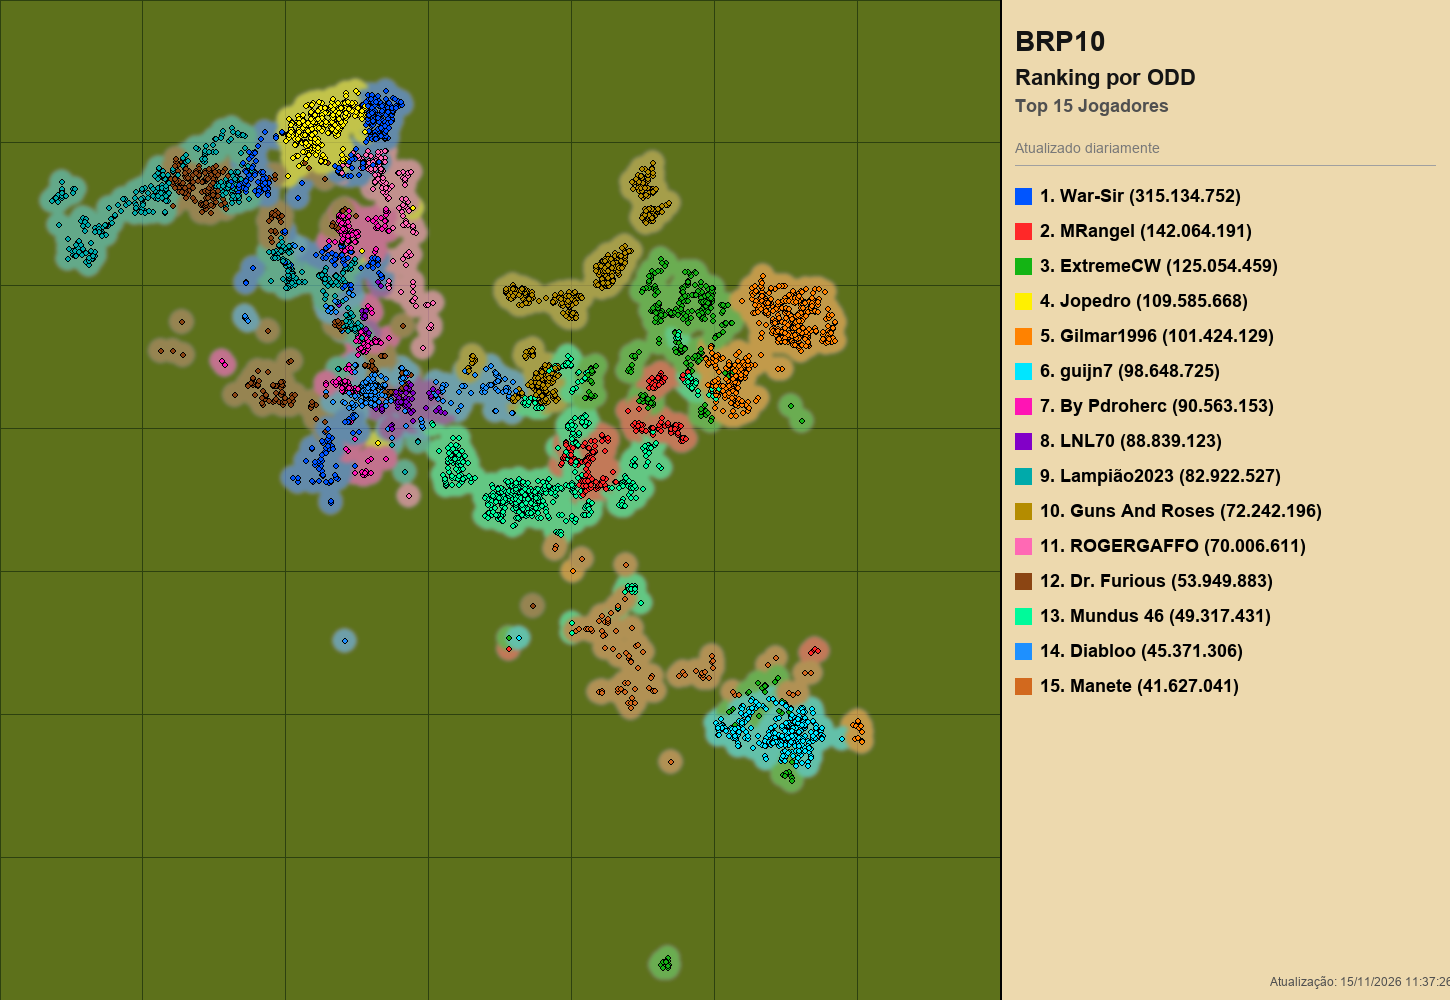 BRP10
Ranking por ODD
Top 15 Jogadores
Atualizado diariamente
1. War-Sir (315.134.752)
2. MRangel (142.064.191)
3. ExtremeCW (125.054.459)
4. Jopedro (109.585.668)
5. Gilmar1996 (101.424.129)
6. guijn7 (98.648.725)
7. By Pdroherc (90.563.153)
8. LNL70 (88.839.123)
9. Lampião2023 (82.922.527)
10. Guns And Roses (72.242.196)
11. ROGERGAFFO (70.006.611)
12. Dr. Furious (53.949.883)
13. Mundus 46 (49.317.431)
14. Diabloo (45.371.306)
15. Manete (41.627.041)
Atualização: 15/11/2026 11:37:26